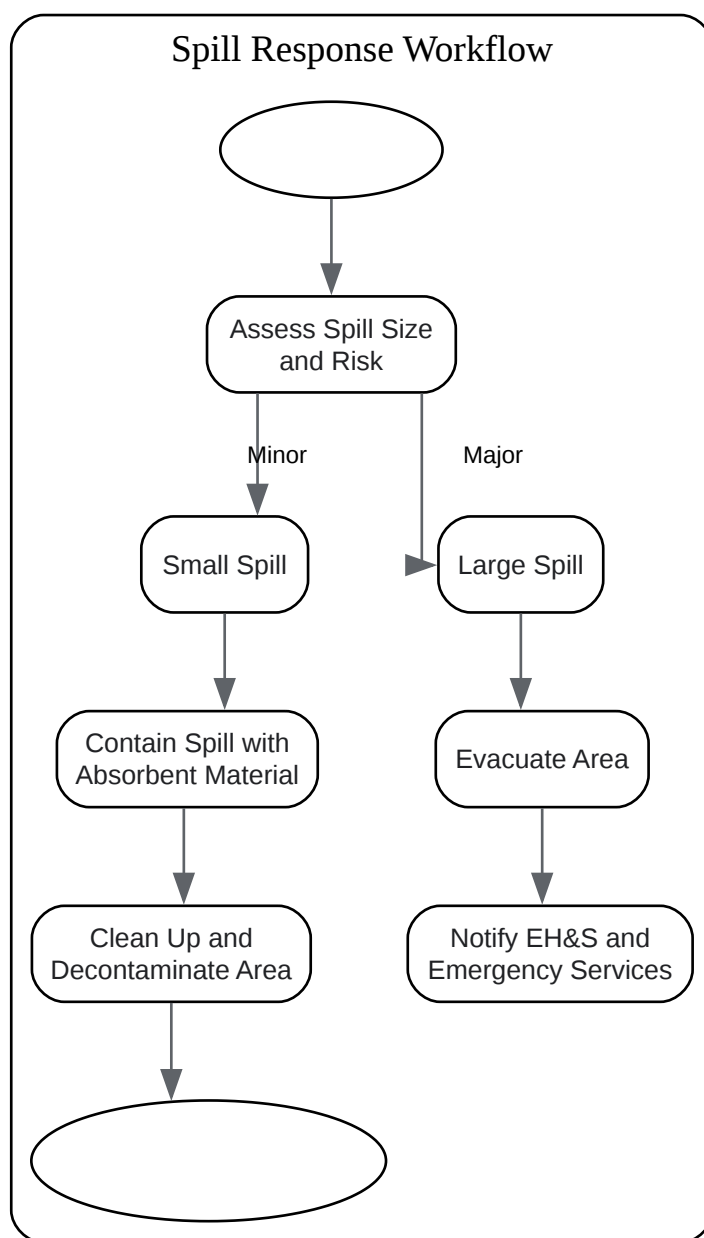 Spill Response Workflow
Assess Spill Size
and Risk
Minor
Major
Small Spill
Large Spill
Contain Spill with
Absorbent Material
Evacuate Area
Clean Up and
Decontaminate Area
Notify EH&S and
Emergency Services